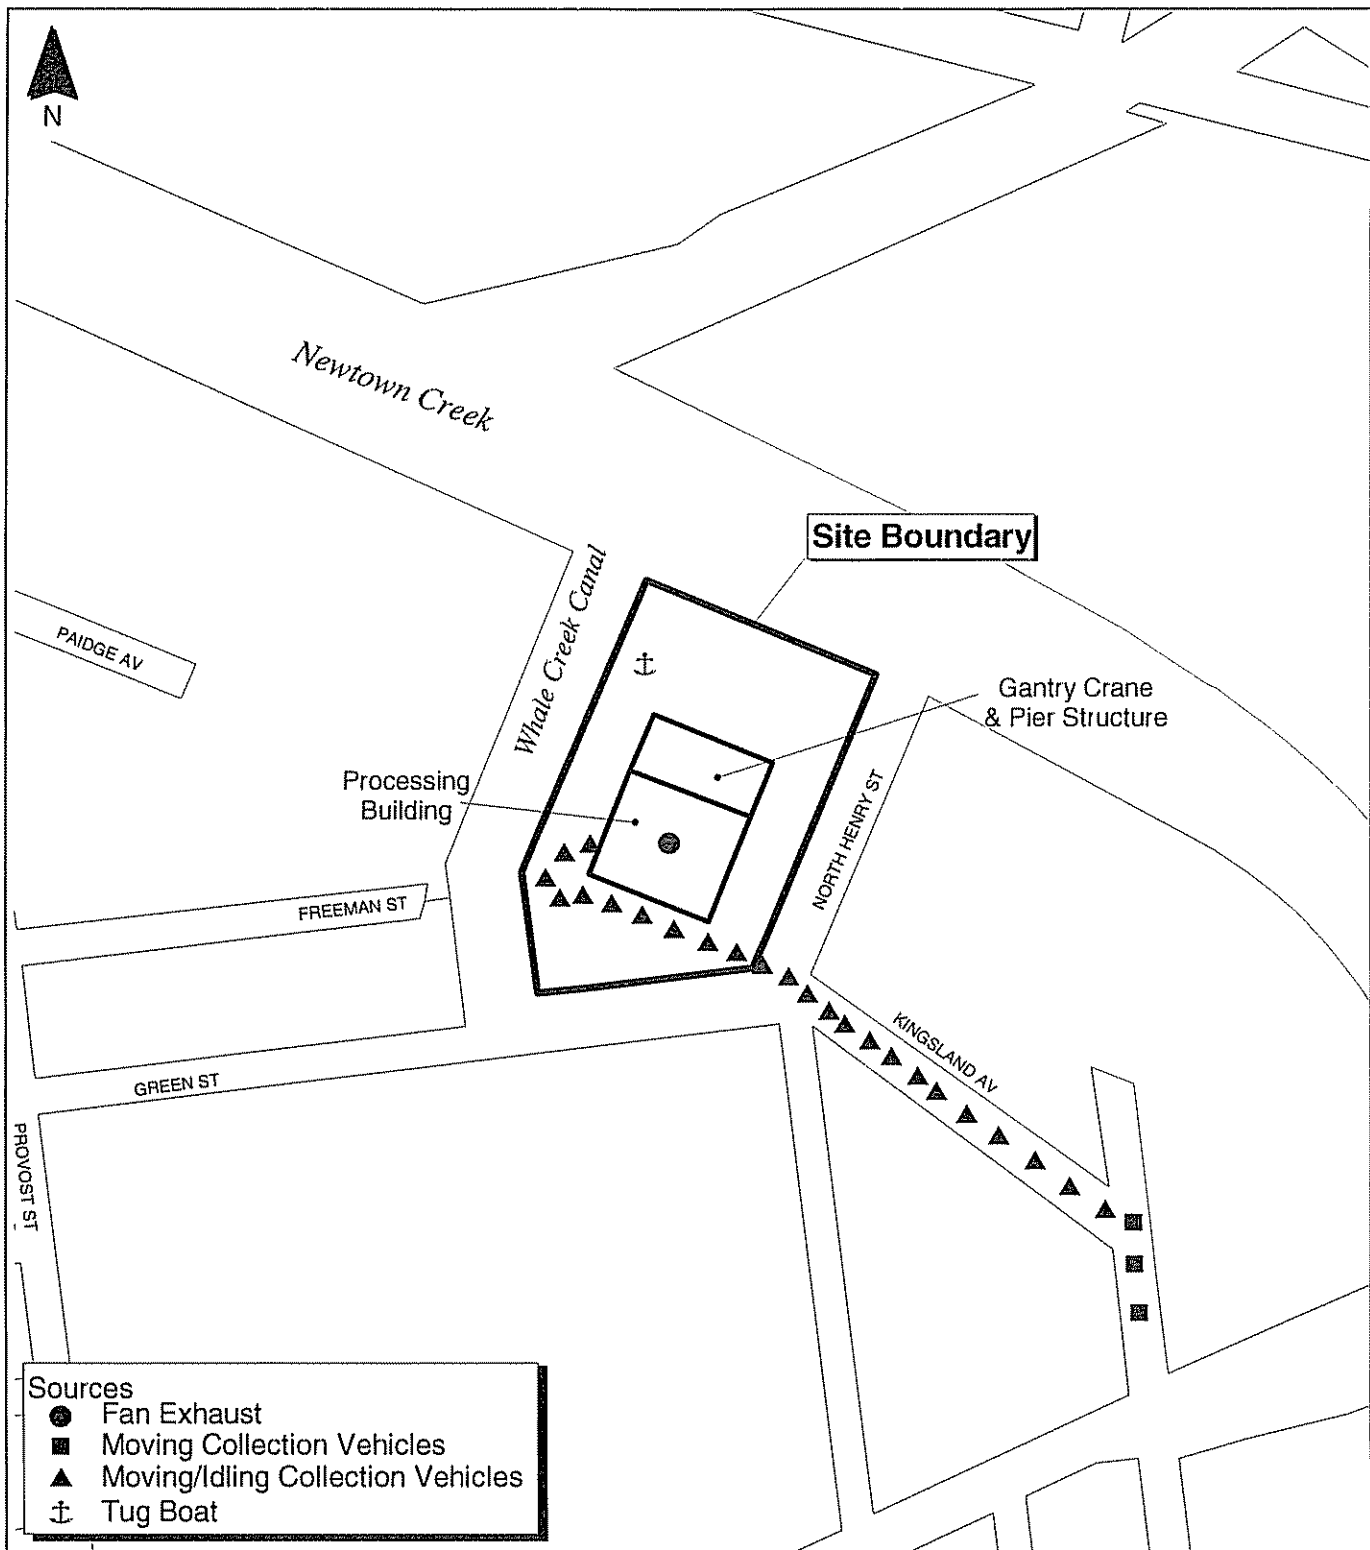 N
Newtown Creek
Site Boundary
Whale Creek Canal
PAIDGE AV
Gantry Crane
& Pier Structure
Processing
Building
NORTH HENRY ST
FREEMAN ST
KINGSLAND AV
GREEN ST
PROVOST ST
Sources
Fan Exhaust
Moving Collection Vehicles
Moving/Idling Collection Vehicles
Tug Boat